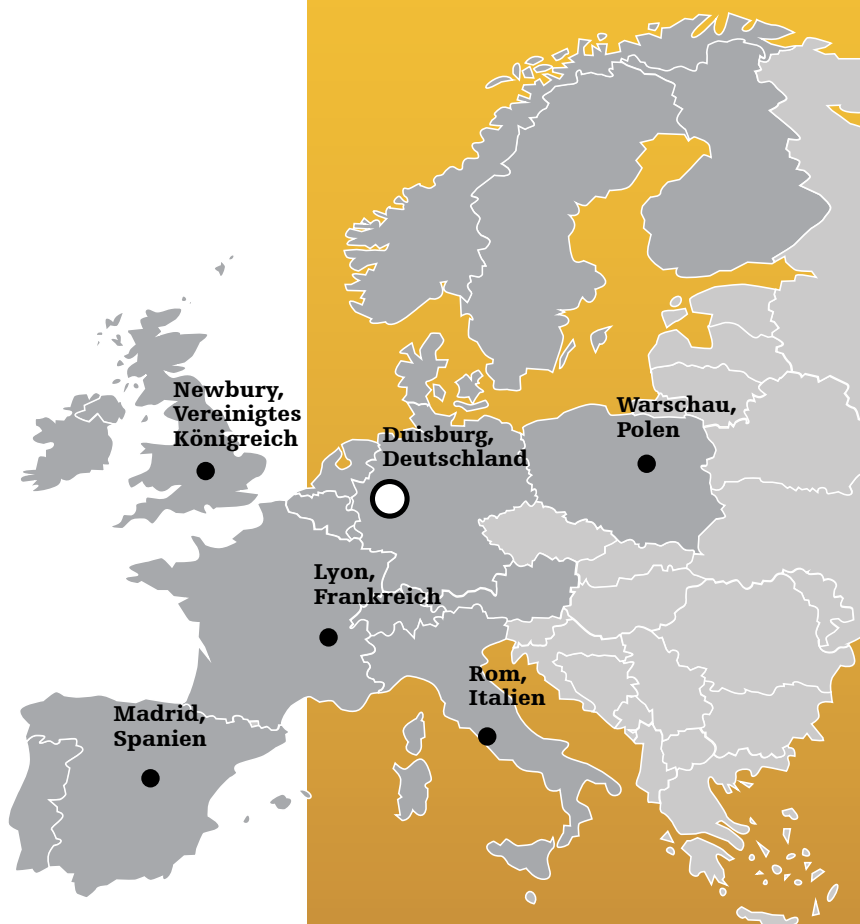 Newbury,
Vereinigtes
Königreich
Warschau,
Polen
Duisburg,
Deutschland
Lyon,
Frankreich
Rom,
Italien
Madrid,
Spanien